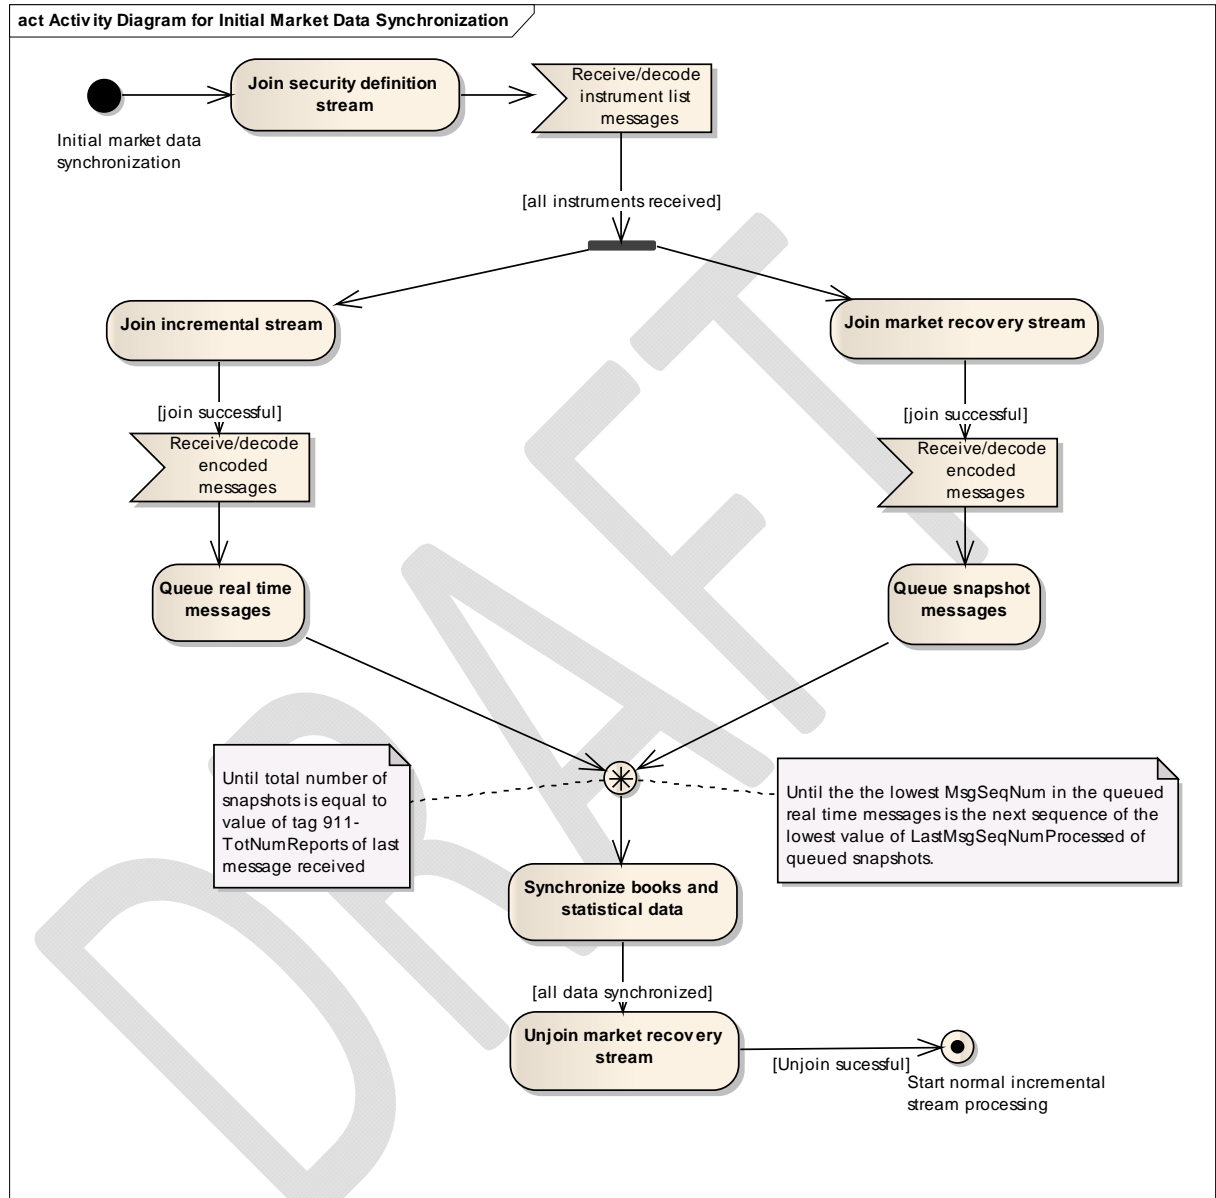 act Activity Diagram for Initial Market Data Synchronization
Initial market data
synchronization
Join security definition
stream
Receive/decode
instrument list
messages
[all instruments received]
Join incremental stream
Join market recovery stream
[join successful]
[join successful]
Receive/decode
encoded
messages
Receive/decode
encoded
messages
Queue real time
messages
Queue snapshot
messages
Until total number of
snapshots is equal to
value of tag 911-
TotNumReports of last
message received
Until the the lowest MsgSeqNum in the queued
real time messages is the next sequence of the
lowest value of LastMsgSeqNumProcessed of
queued snapshots.
Synchronize books and
statistical data
[all data synchronized]
Unjoin market recovery
stream
[Unjoin sucessful]
Start normal incremental
stream processing
DRAFT